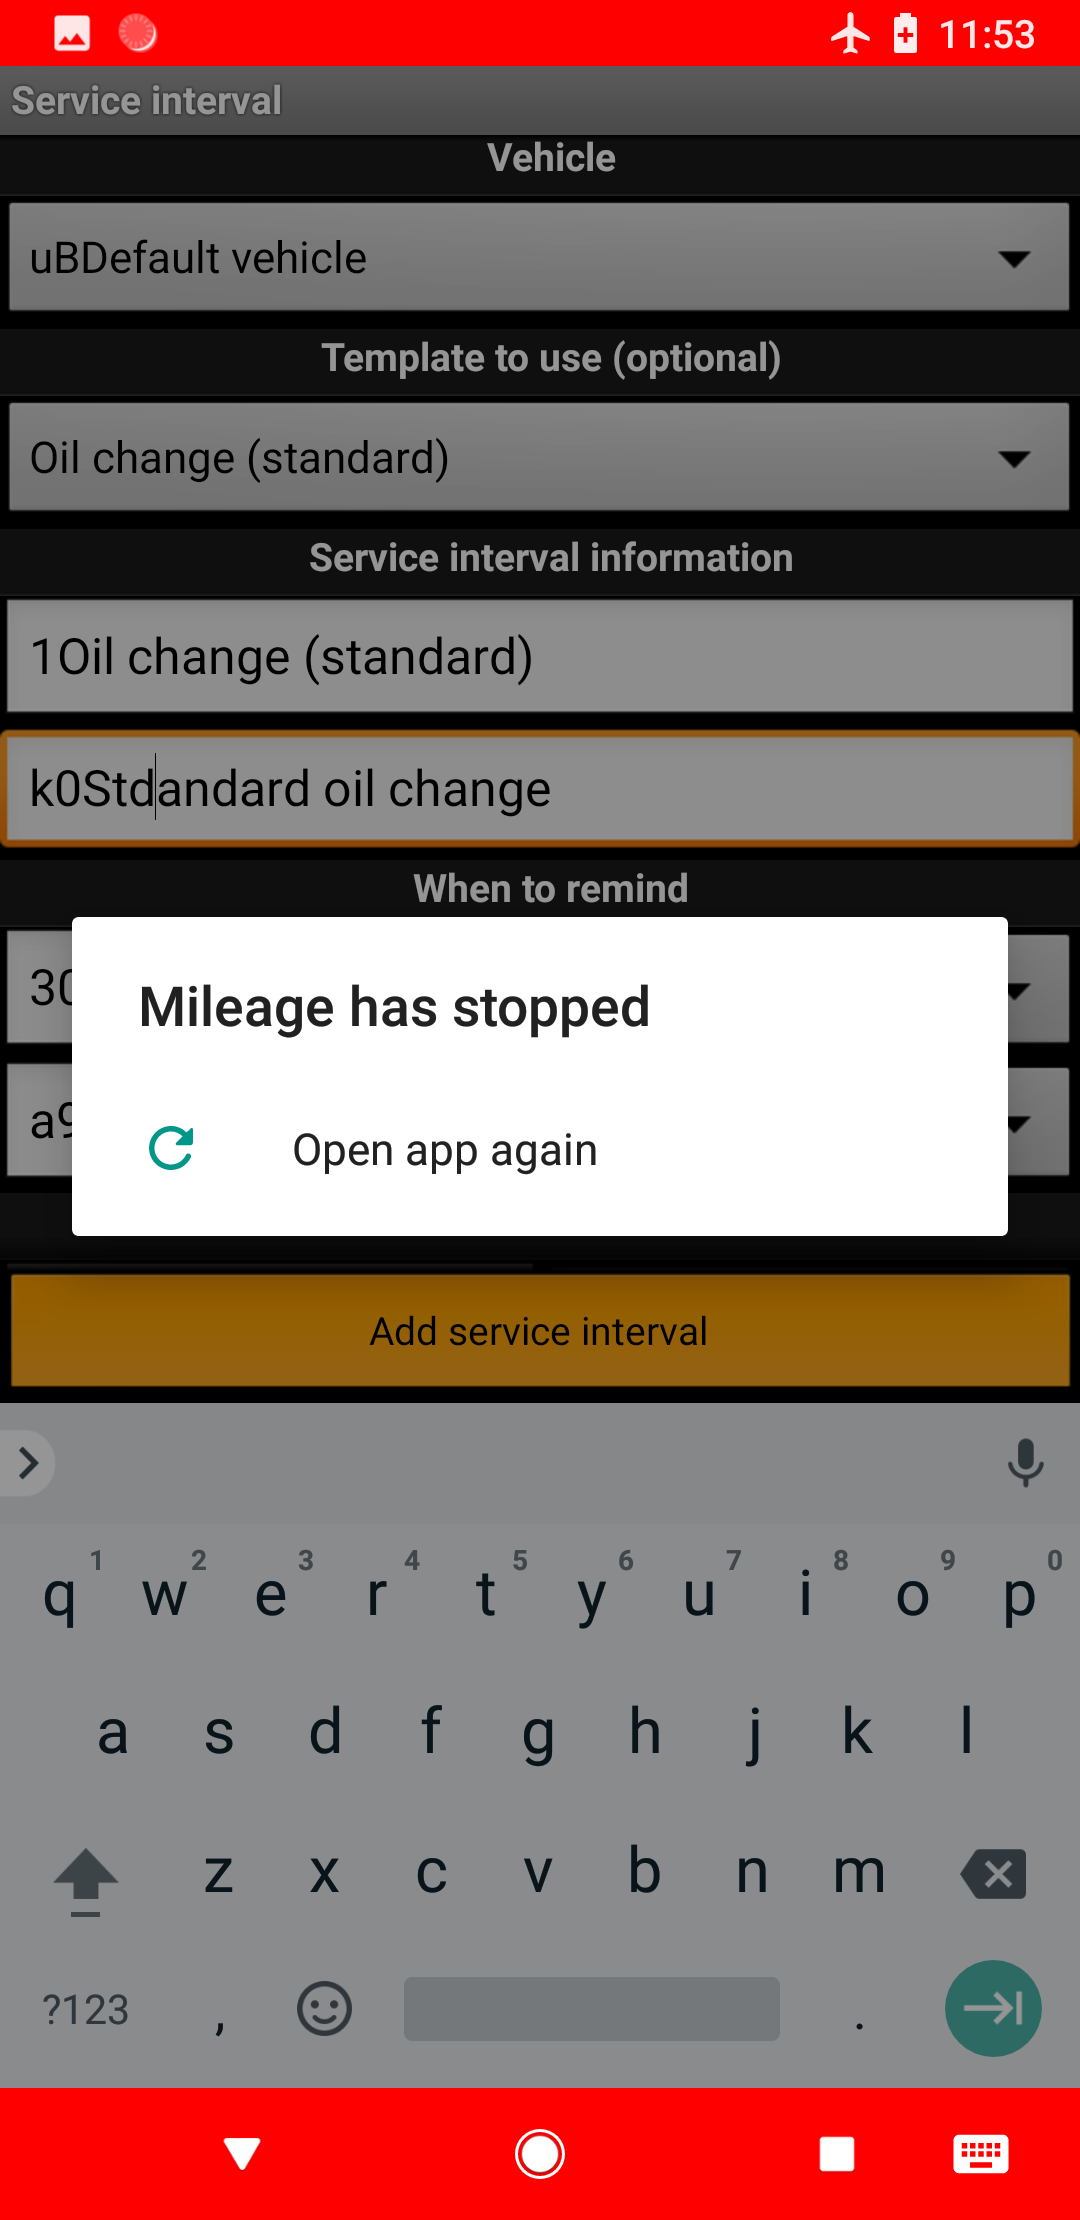 11:53
Service interval
Vehicle
uBDefault vehicle
Template to use (optional)
Oil change (standard)
Service interval information
1Oil change (standard)
k0Stdandard oil change
When to remind
30
a9
Mileage has stopped
Open app again
Add service interval
1 2 3 4 5 6 7 8 9 0
q w e r t y u i o p
a s d f g h j k l
z x c v b n m
?123 , .